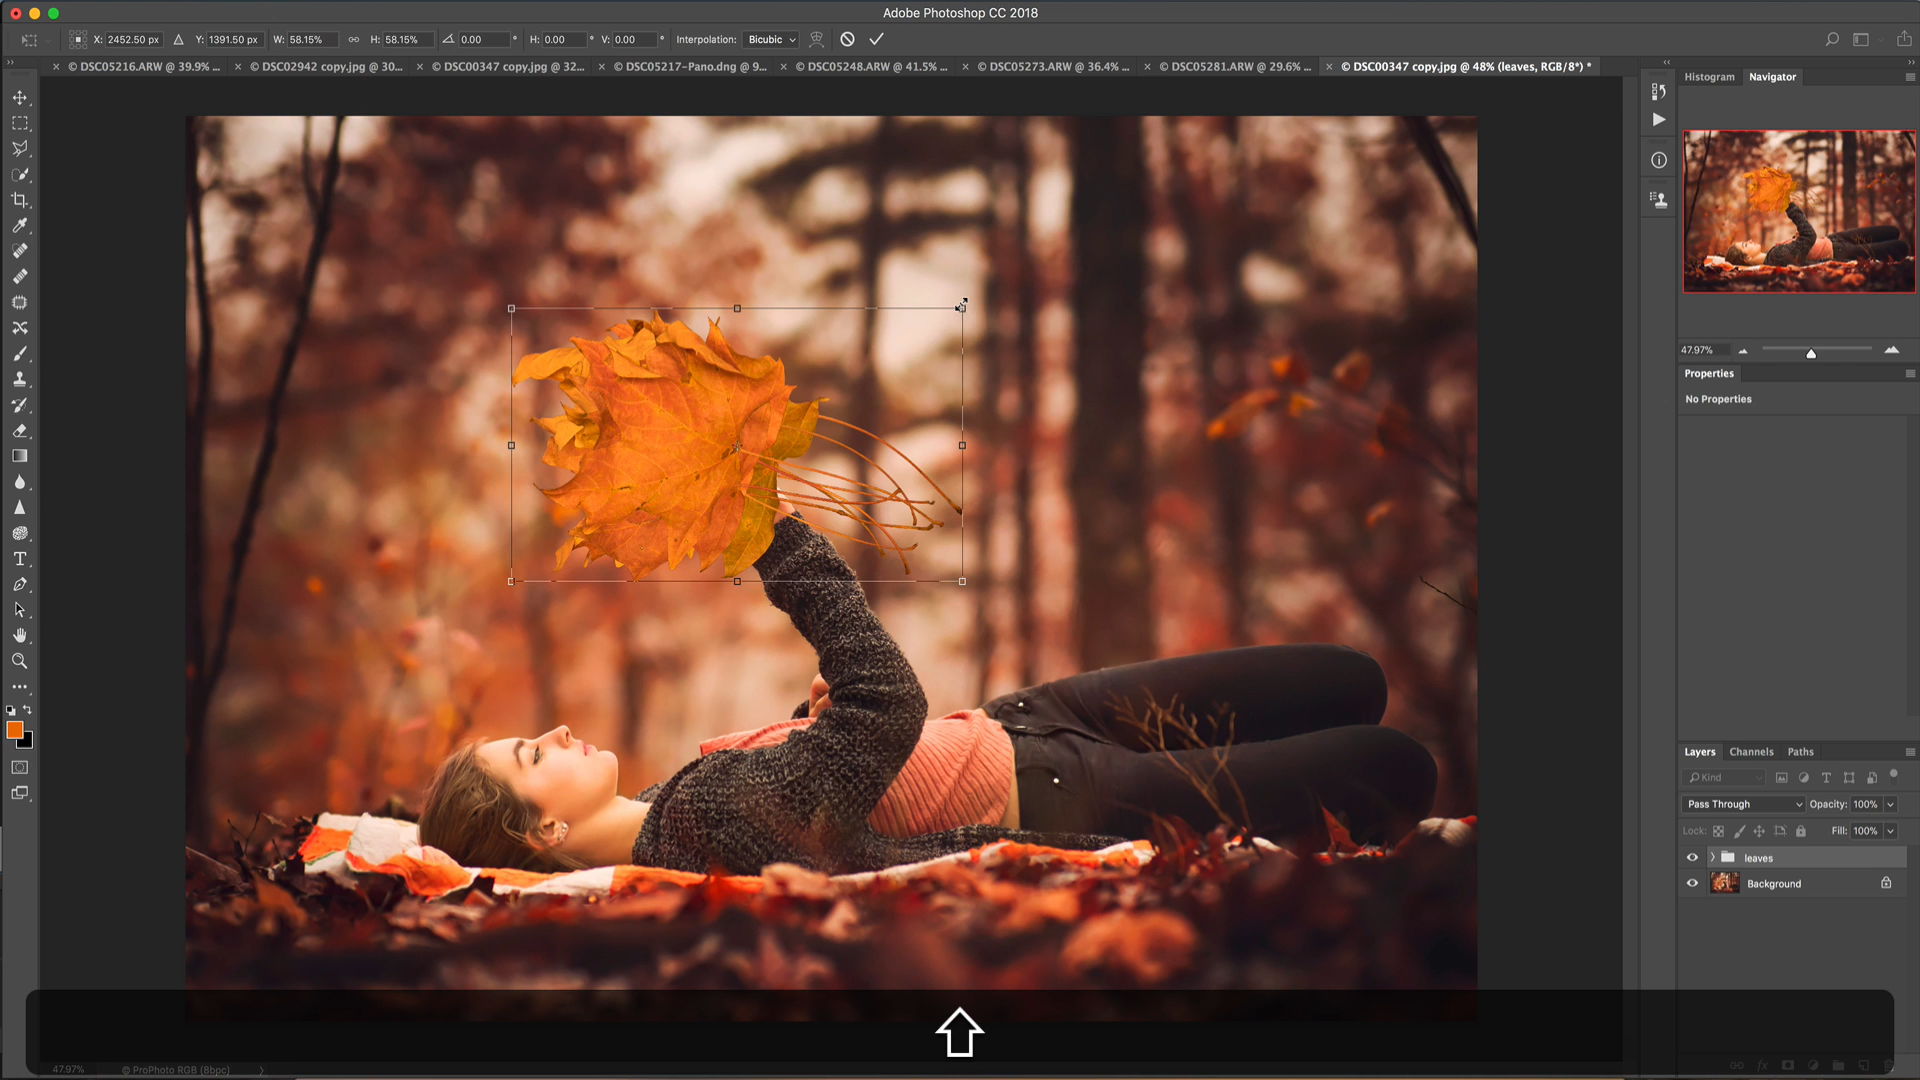 Adobe Photoshop CC 2018
X: 2452.50 px Y: 1391.50 px W: 58.15% H: 58.15% 0.00 ° H: 0.00 ° V: 0.00 ° Interpolation: Bicubic
× © DSC05216.ARW @ 39.9% ... × © DSC02942 copy.jpg @ 30... × © DSC00347 copy.jpg @ 32... × © DSC05217-Pano.dng @ 9... × © DSC05248.ARW @ 41.5% ... × © DSC05273.ARW @ 36.4% ... × © DSC05281.ARW @ 29.6% ... × © DSC00347 copy.jpg @ 48% (leaves, RGB/8*) *
Histogram Navigator
47.97%
Properties
No Properties
Layers Channels Paths
Kind
Pass Through Opacity: 100%
Lock: Fill: 100%
leaves
Background
47.97% © ProPhoto RGB (8bpc)